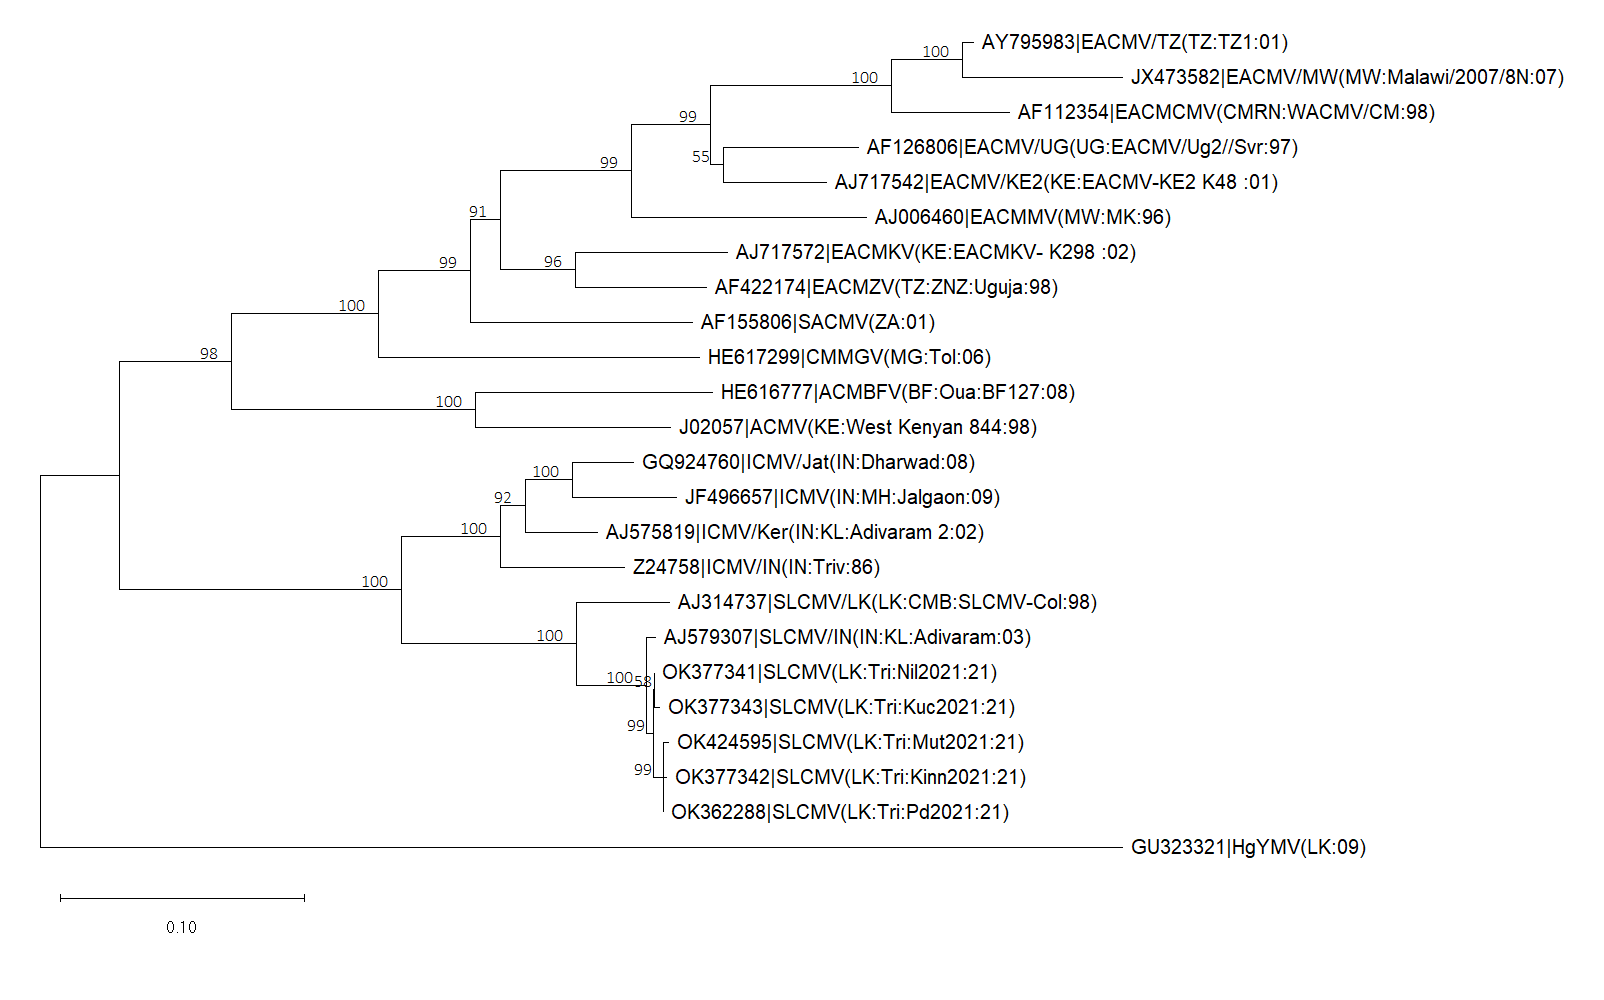 100
AY795983|EACMV/TZ(TZ:TZ1:01)
100
JX473582|EACMV/MW(MW:Malawi/2007/8N:07)
99
AF112354|EACMCMV(CMRN:WACMV/CM:98)
AF126806|EACMV/UG(UG:EACMV/Ug2//Svr:97)
55
99
AJ717542|EACMV/KE2(KE:EACMV-KE2 K48 :01)
91
AJ006460|EACMMV(MW:MK:96)
AJ717572|EACMKV(KE:EACMKV- K298 :02)
99
96
AF422174|EACMZV(TZ:ZNZ:Uguja:98)
100
AF155806|SACMV(ZA:01)
98
HE617299|CMMGV(MG:Tol:06)
HE616777|ACMBFV(BF:Oua:BF127:08)
100
J02057|ACMV(KE:West Kenyan 844:98)
GQ924760|ICMV/Jat(IN:Dharwad:08)
100
92
JF496657|ICMV(IN:MH:Jalgaon:09)
100
AJ575819|ICMV/Ker(IN:KL:Adivaram 2:02)
Z24758|ICMV/IN(IN:Triv:86)
100
AJ314737|SLCMV/LK(LK:CMB:SLCMV-Col:98)
100
AJ579307|SLCMV/IN(IN:KL:Adivaram:03)
OK377341|SLCMV(LK:Tri:Nil2021:21)
100
58
OK377343|SLCMV(LK:Tri:Kuc2021:21)
99
OK424595|SLCMV(LK:Tri:Mut2021:21)
99
OK377342|SLCMV(LK:Tri:Kinn2021:21)
OK362288|SLCMV(LK:Tri:Pd2021:21)
GU323321|HgYMV(LK:09)
0.10